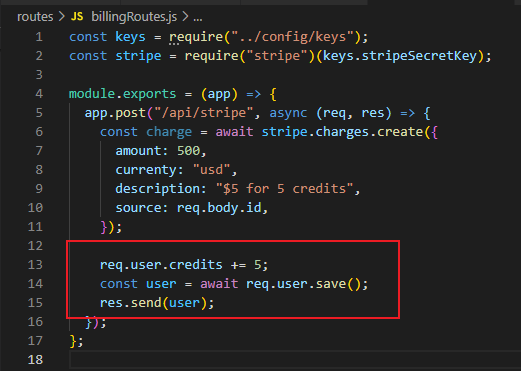 routes > JS billingRoutes.js > ...
1 const keys = require("../config/keys");
2 const stripe = require("stripe")(keys.stripeSecretKey);
3
4 module.exports = (app) => {
5   app.post("/api/stripe", async (req, res) => {
6     const charge = await stripe.charges.create({
7       amount: 500,
8       currenty: "usd",
9       description: "$5 for 5 credits",
10       source: req.body.id,
11     });
12
13     req.user.credits += 5;
14     const user = await req.user.save();
15     res.send(user);
16   });
17 };
18